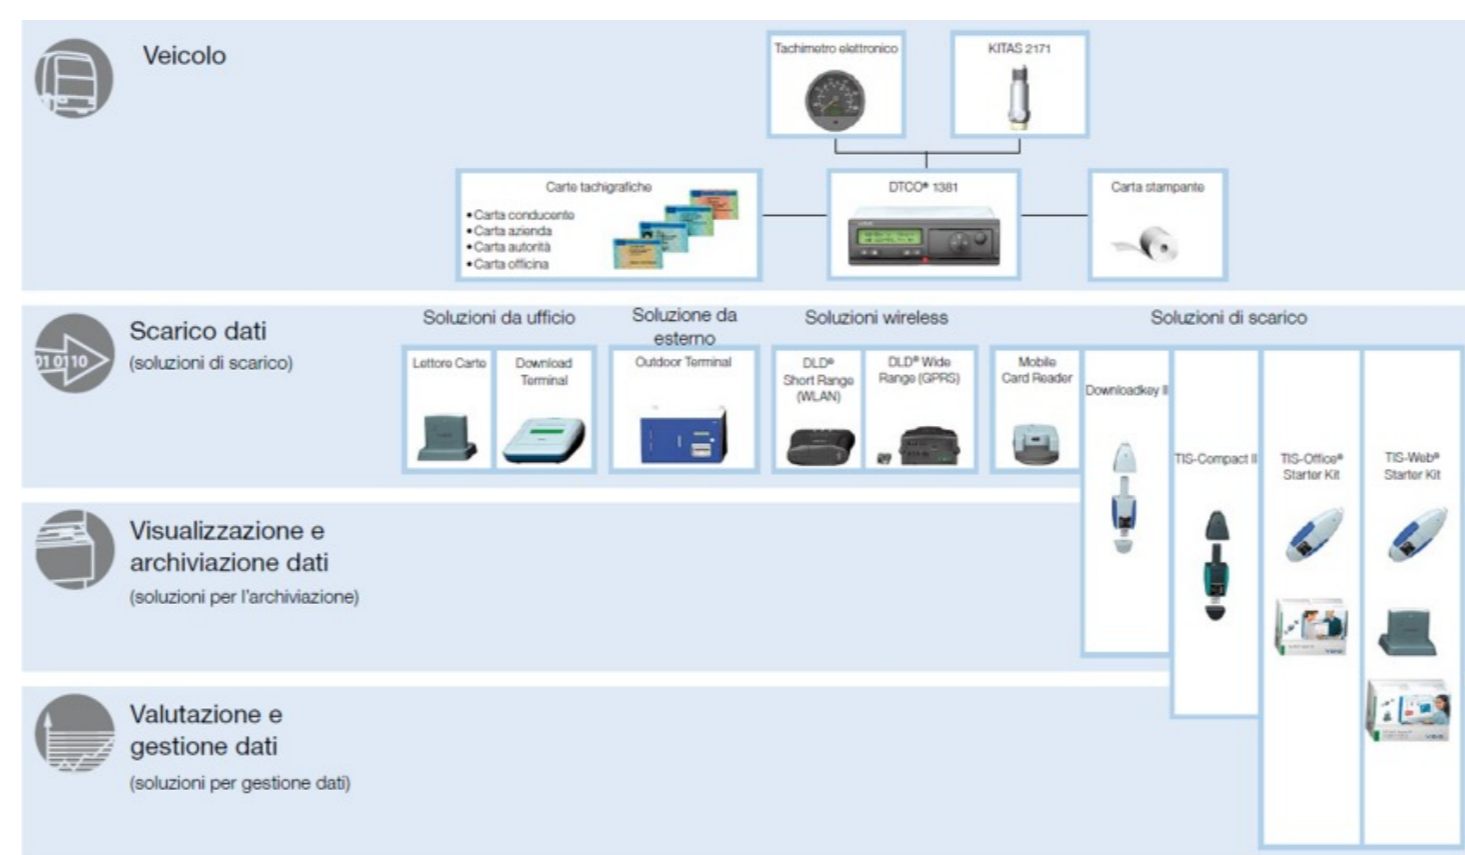 Veicolo
Tachimetro elettronico
KITAS 2171
Carte tachigrafiche
• Carta conducente
• Carta azienda
• Carta autorità
• Carta officina
DTCO® 1381
Carta stampante
Scarico dati
(soluzioni di scarico)
Soluzioni da ufficio
Soluzione da
esterno
Soluzioni wireless
Soluzioni di scarico
Lettore Carte
Download
Terminal
Outdoor Terminal
DLD®
Short Range
(WLAN)
DLD® Wide
Range (GPRS)
Mobile
Card Reader
Downloadkey II
TIS-Compact II
TIS-Office®
Starter Kit
TIS-Web®
Starter Kit
01 0110
Visualizzazione e
archiviazione dati
(soluzioni per l'archiviazione)
Valutazione e
gestione dati
(soluzioni per gestione dati)